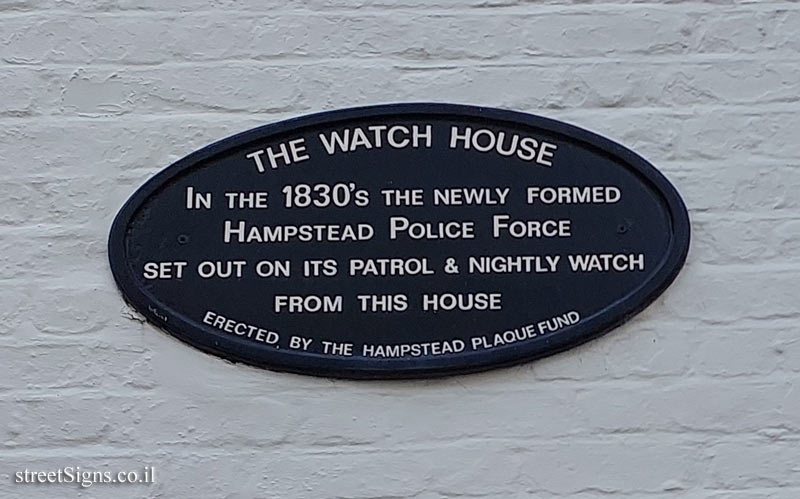 THE WATCH HOUSE
IN THE 1830's THE NEWLY FORMED
HAMPSTEAD POLICE FORCE
SET OUT ON ITS PATROL & NIGHTLY WATCH
FROM THIS HOUSE
ERECTED BY THE HAMPSTEAD PLAQUE FUND
streetSigns.co.il